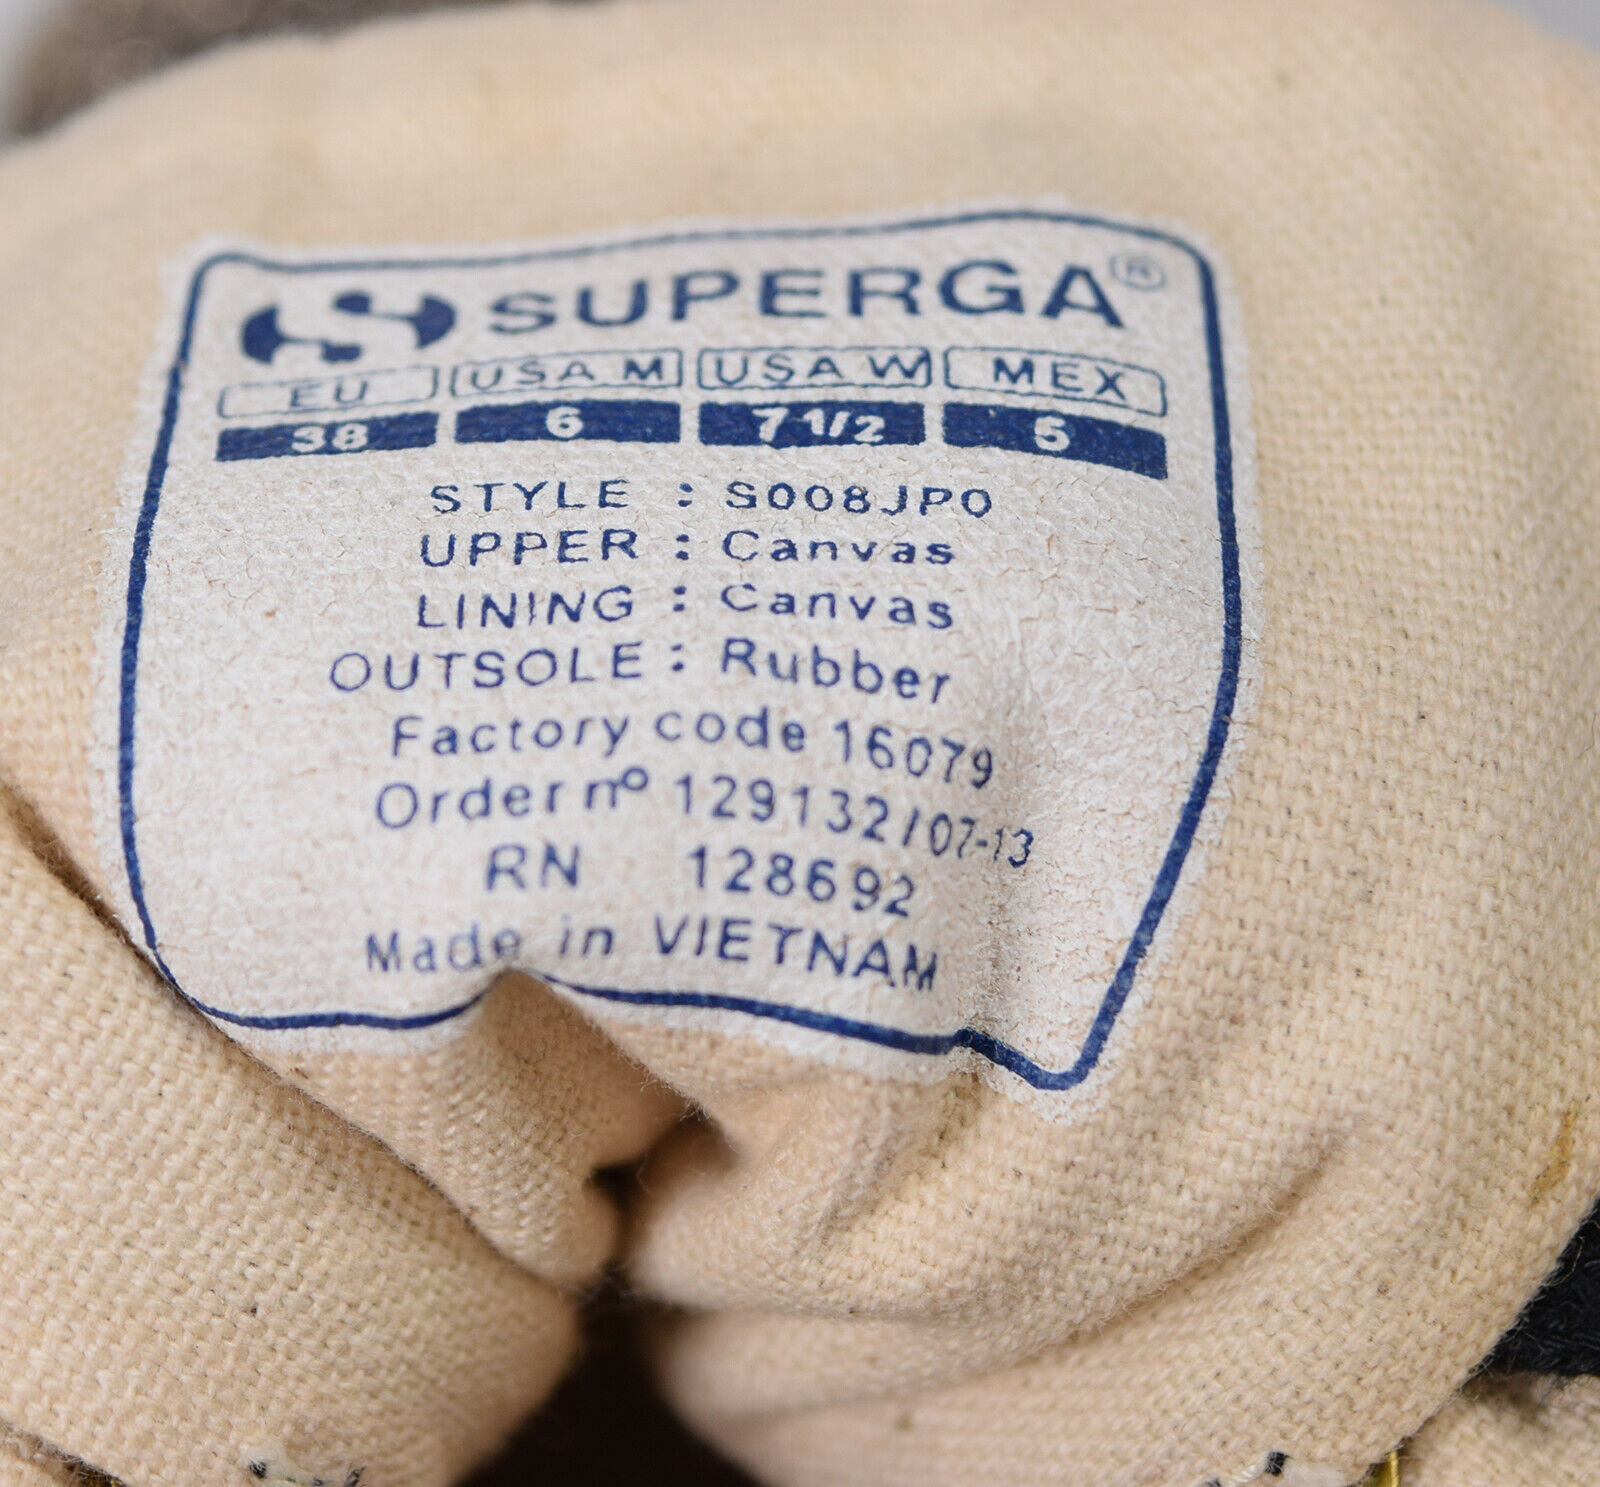 SUPERGA®
EU USA M USA W MEX
38 6 7 1/2 5
STYLE : S008JP0
UPPER : Canvas
LINING : Canvas
OUTSOLE : Rubber
Factory code 16079
Order nº 129132/07-13
RN 128692
Made in VIETNAM